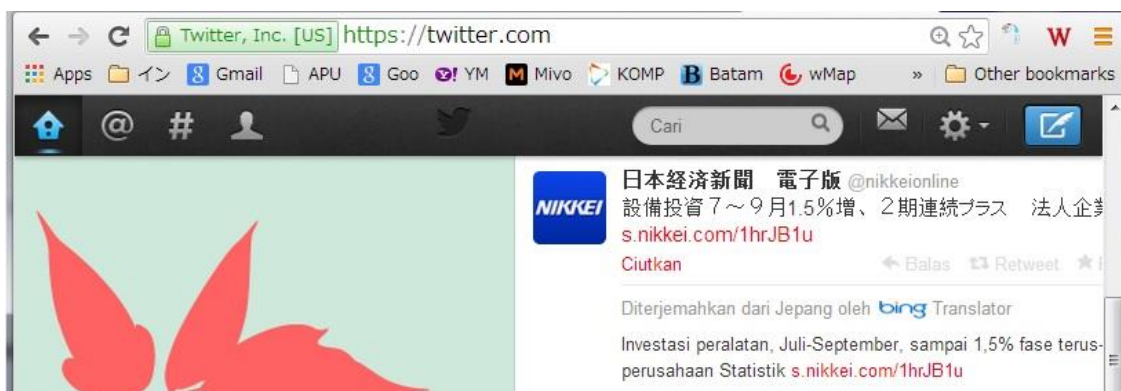 Twitter, Inc. [US] https://twitter.com
Apps イン Gmail APU Goo YM Mivo KOMP Batam wMap » Other bookmarks
Cari
NIKKEI
日本経済新聞　電子版 @nikkeionline
設備投資7～9月1.5%増、2期連続プラス　法人企業
s.nikkei.com/1hrJB1u
Ciutkan Balas Retweet
Diterjemahkan dari Jepang oleh bing Translator
Investasi peralatan, Juli-September, sampai 1,5% fase terus-
perusahaan Statistik s.nikkei.com/1hrJB1u